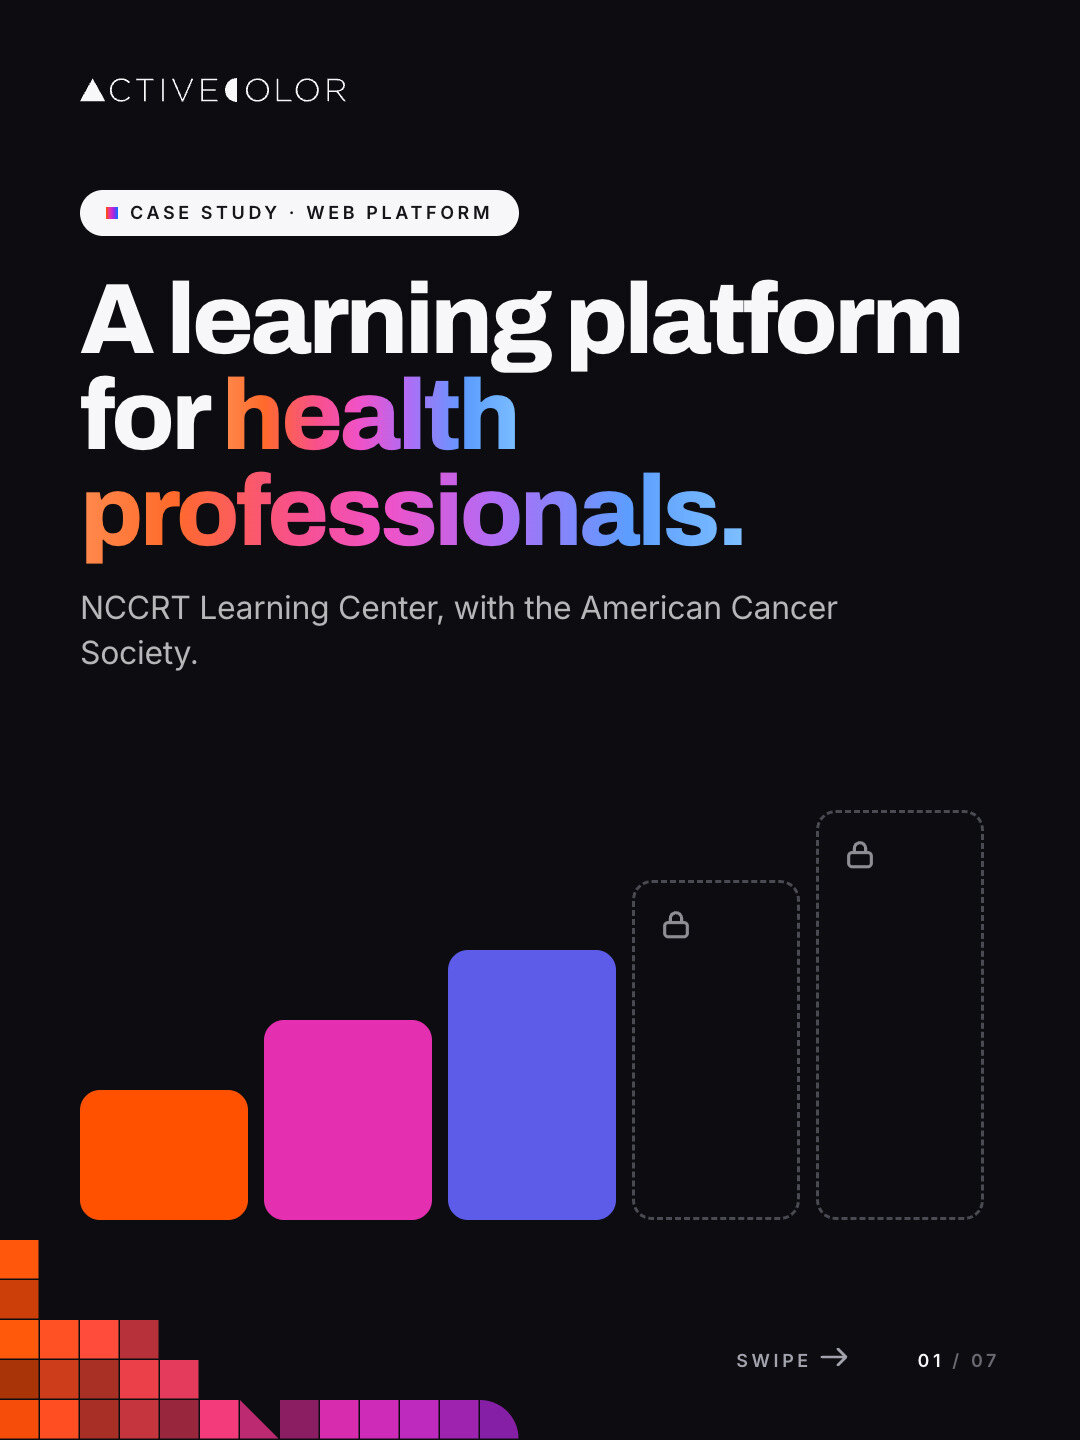 ACTIVECOLOR
CASE STUDY · WEB PLATFORM
A learning platform
for health
professionals.
NCCRT Learning Center, with the American Cancer
Society.
SWIPE → 01 / 07